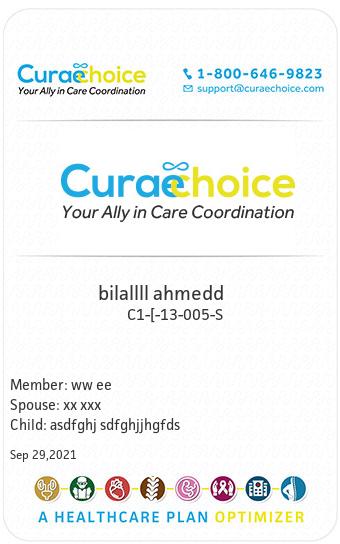 Curaechoice
Your Ally in Care Coordination
1-800-646-9823
support@curaechoice.com
Curaechoice
Your Ally in Care Coordination
bilallll ahmedd
C1-[-13-005-S
Member: ww ee
Spouse: xx xxx
Child: asdfghj sdfghjjhgfds
Sep 29,2021
A HEALTHCARE PLAN OPTIMIZER